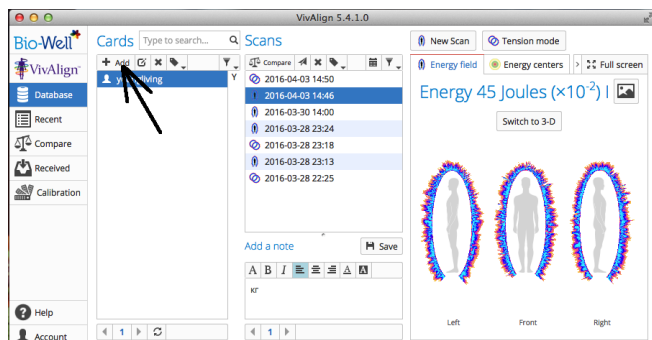 VivAlign 5.4.1.0
Bio-Well
VivAlign
Database
Recent
Compare
Received
Calibration
Help
Account
Cards
Type to search...
Add
1
Scans
Compare
2016-04-03 14:50
2016-04-03 14:46
2016-03-30 14:00
2016-03-28 23:24
2016-03-28 23:18
2016-03-28 23:13
2016-03-28 22:25
Add a note
Save
A B I A A
кг
1
New Scan
Tension mode
Energy field
Energy centers
Full screen
Energy 45 Joules (×10⁻²) I
Switch to 3-D
Left Front Right